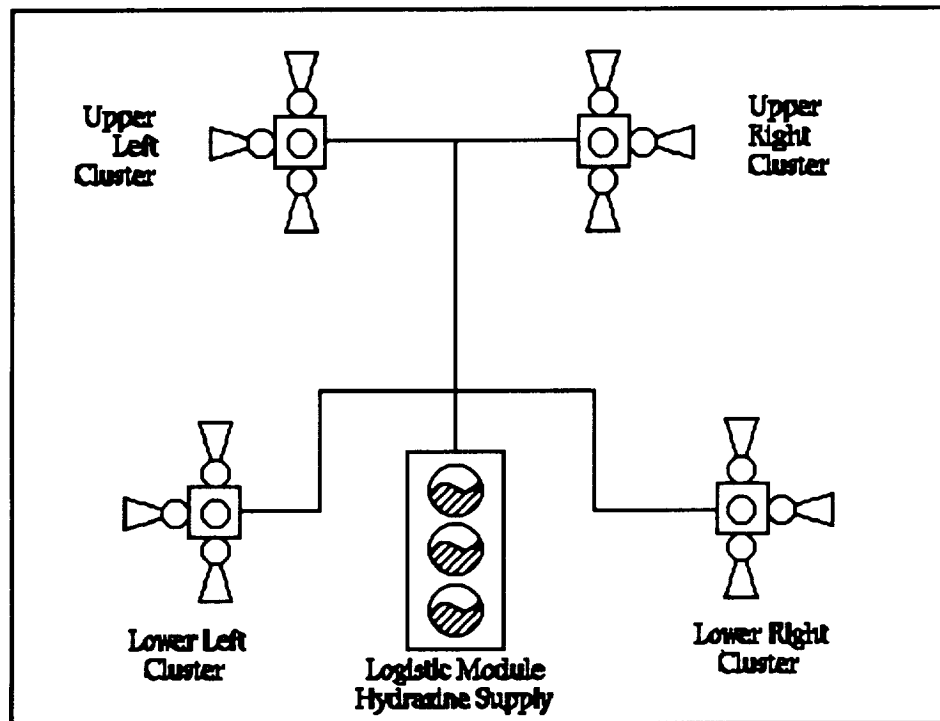 Upper
Left
Cluster
Upper
Right
Cluster
Lower Left
Cluster
Logistic Module
Hydrazine Supply
Lower Right
Cluster